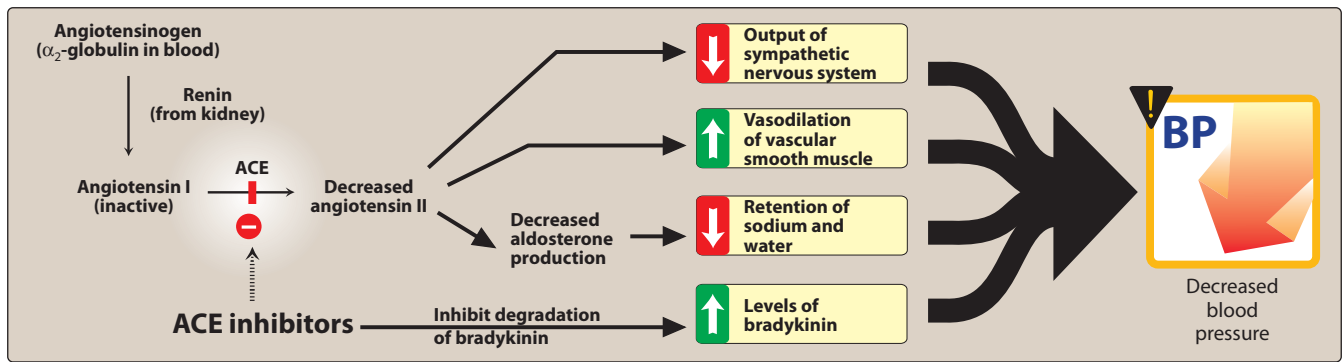 Angiotensinogen
(α₂-globulin in blood)
Renin
(from kidney)
ACE
Angiotensin I
(inactive)
Decreased
angiotensin II
Decreased
aldosterone
production
ACE inhibitors
Inhibit degradation
of bradykinin
Output of
sympathetic
nervous system
Vasodilation
of vascular
smooth muscle
Retention of
sodium and
water
Levels of
bradykinin
!
BP
Decreased
blood
pressure